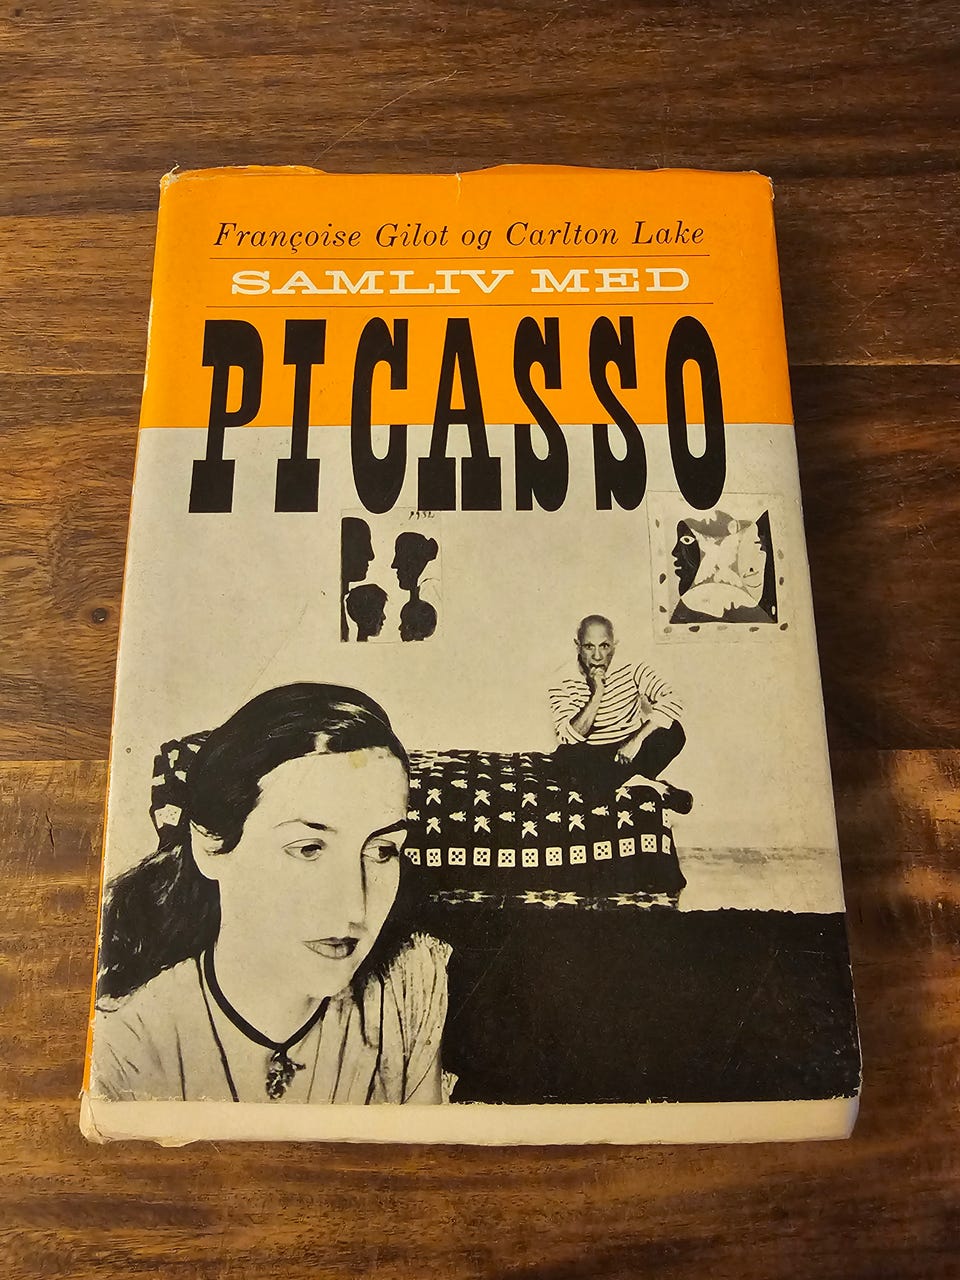 Françoise Gilot og Carlton Lake
SAMLIV MED
PICASSO